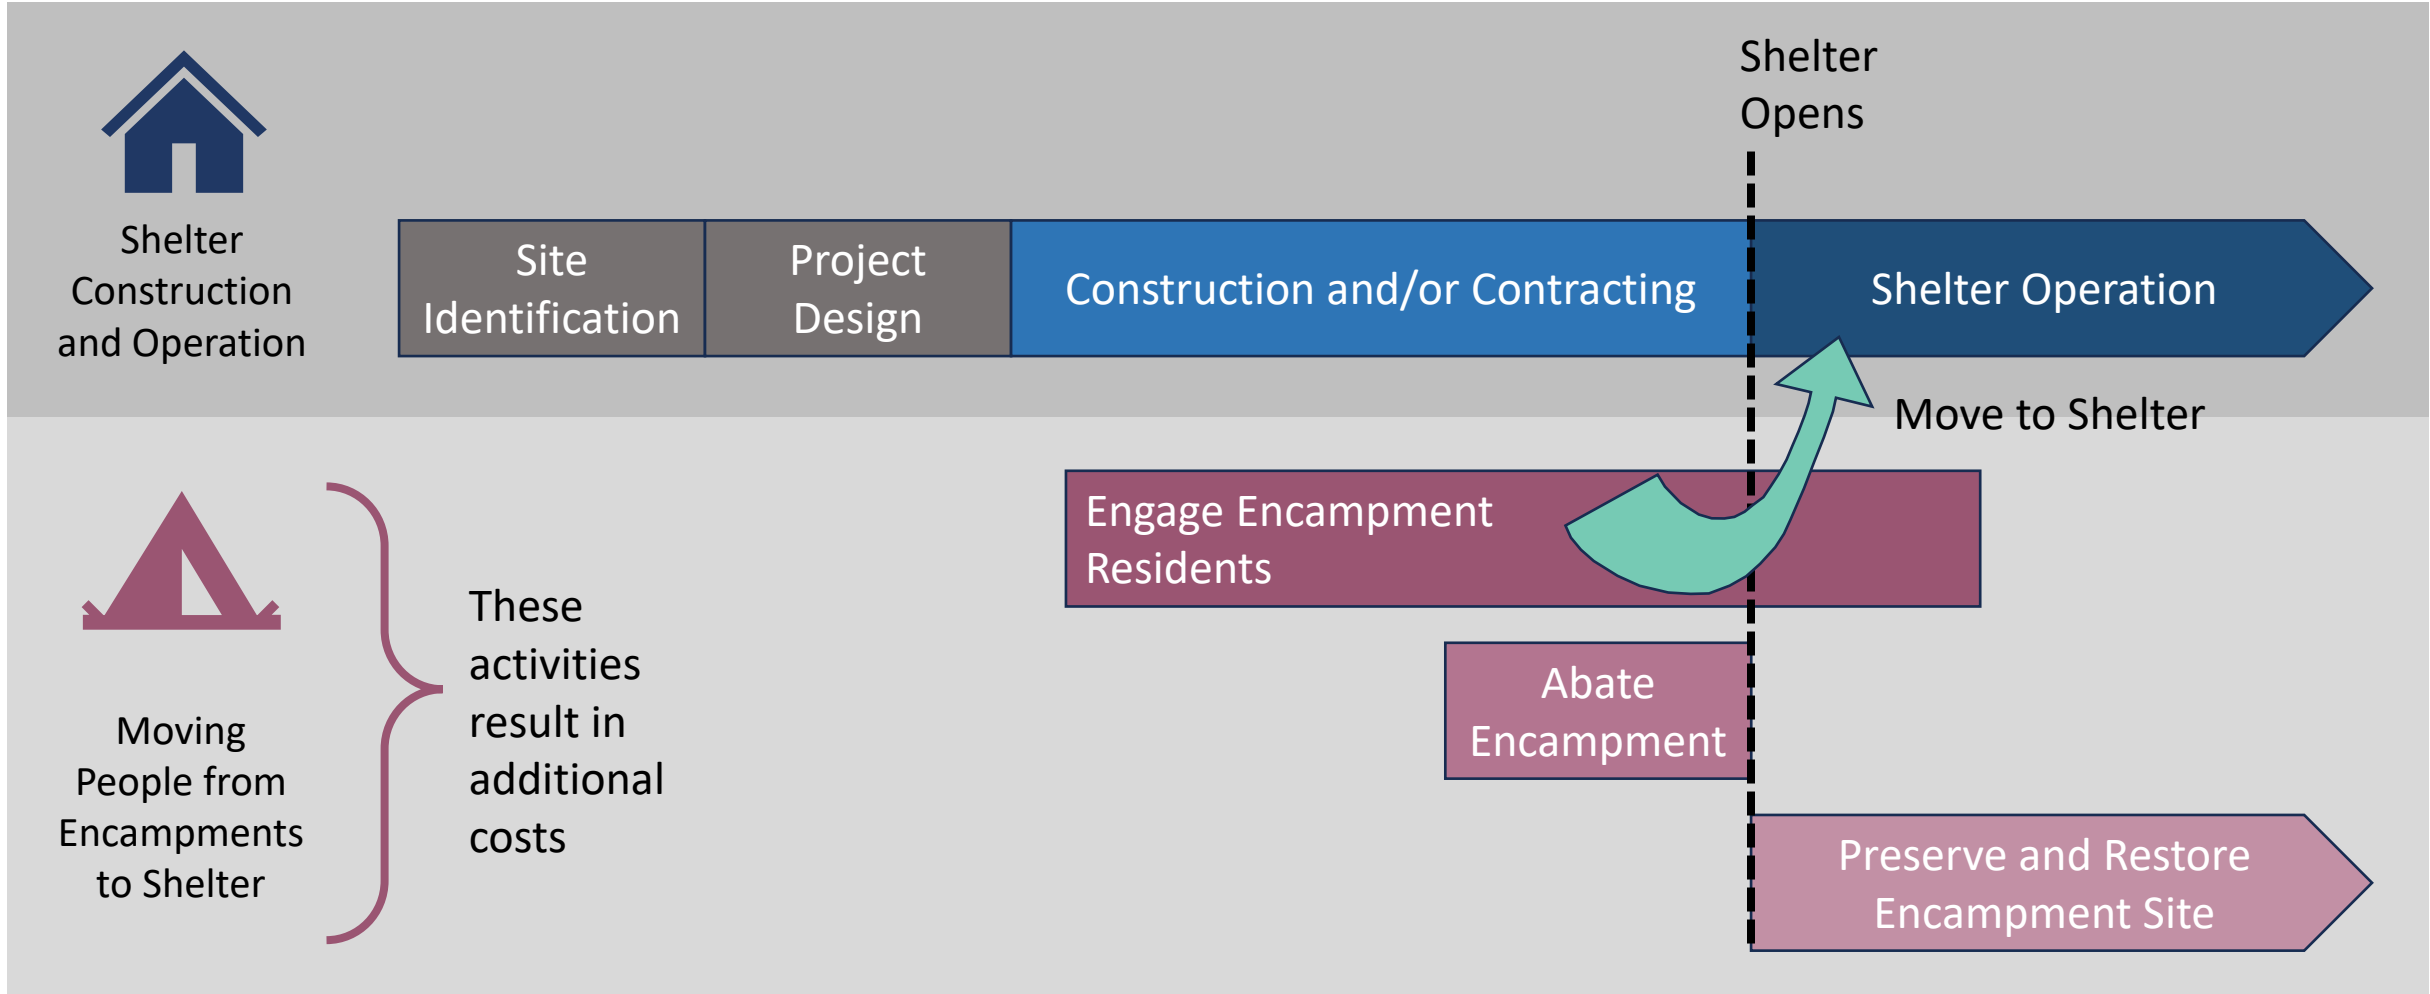 Shelter
Opens
Shelter
Construction
and Operation
Site
Identification
Project
Design
Construction and/or Contracting
Shelter Operation
Move to Shelter
Engage Encampment
Residents
Abate
Encampment
Preserve and Restore
Encampment Site
Moving
People from
Encampments
to Shelter
These
activities
result in
additional
costs